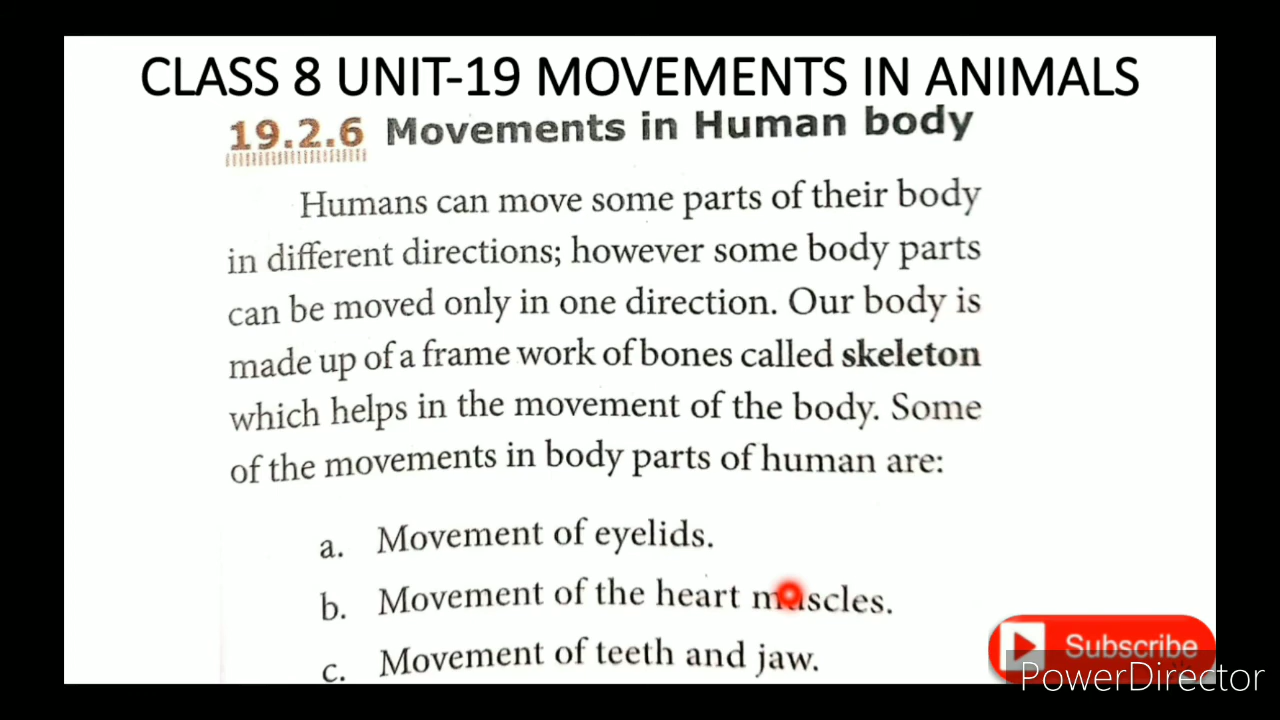 CLASS 8 UNIT-19 MOVEMENTS IN ANIMALS
19.2.6 Movements in Human body
Humans can move some parts of their body
in different directions; however some body parts
can be moved only in one direction. Our body is
made up of a frame work of bones called skeleton
which helps in the movement of the body. Some
of the movements in body parts of human are:
a. Movement of eyelids.
b. Movement of the heart muscles.
c. Movement of teeth and jaw.
Subscribe
PowerDirector